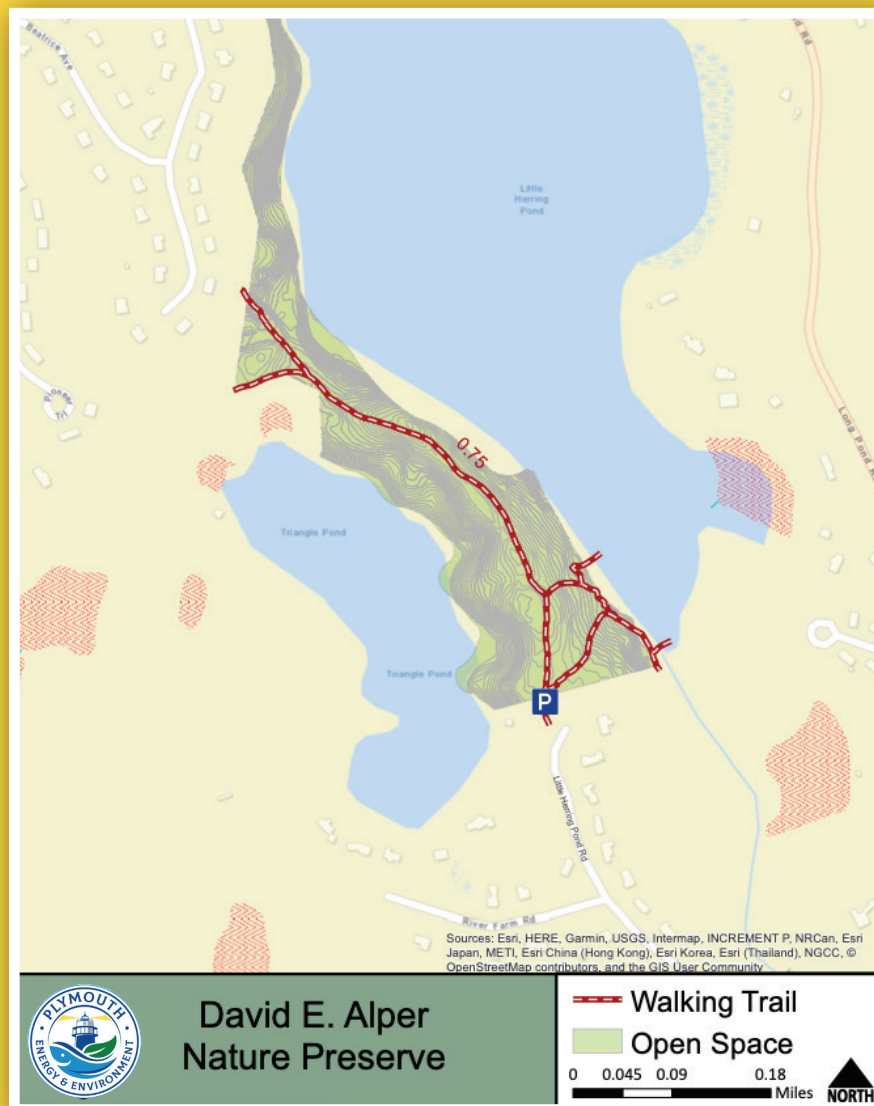 Beatrice Ave
Little
Herring
Pond
Rd
Pioneer
Trl
Long Pond
0.75
Triangle Pond
Triangle Pond
P
Little Herring Pond Rd
River Farm Rd
Sources: Esri, HERE, Garmin, USGS, Intermap, INCREMENT P, NRCan, Esri
Japan, METI, Esri China (Hong Kong), Esri Korea, Esri (Thailand), NGCC, ©
OpenStreetMap contributors, and the GIS User Community
PLYMOUTH
ENERGY & ENVIRONMENT
David E. Alper
Nature Preserve
Walking Trail
Open Space
0 0.045 0.09 0.18
Miles
NORTH